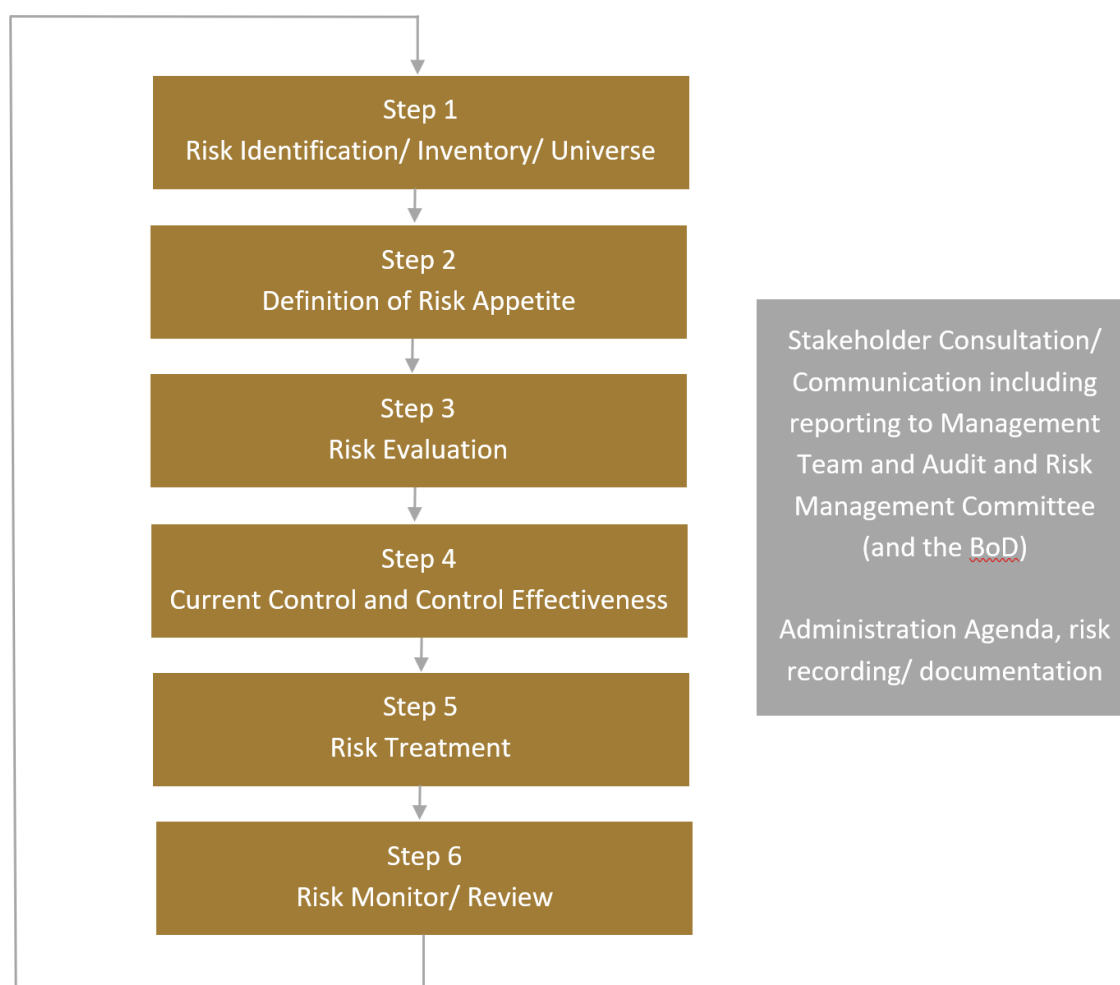 Step 1
Risk Identification/ Inventory/ Universe
Step 2
Definition of Risk Appetite
Step 3
Risk Evaluation
Step 4
Current Control and Control Effectiveness
Step 5
Risk Treatment
Step 6
Risk Monitor/ Review
Stakeholder Consultation/
Communication including
reporting to Management
Team and Audit and Risk
Management Committee
(and the BoD)
Administration Agenda, risk
recording/ documentation